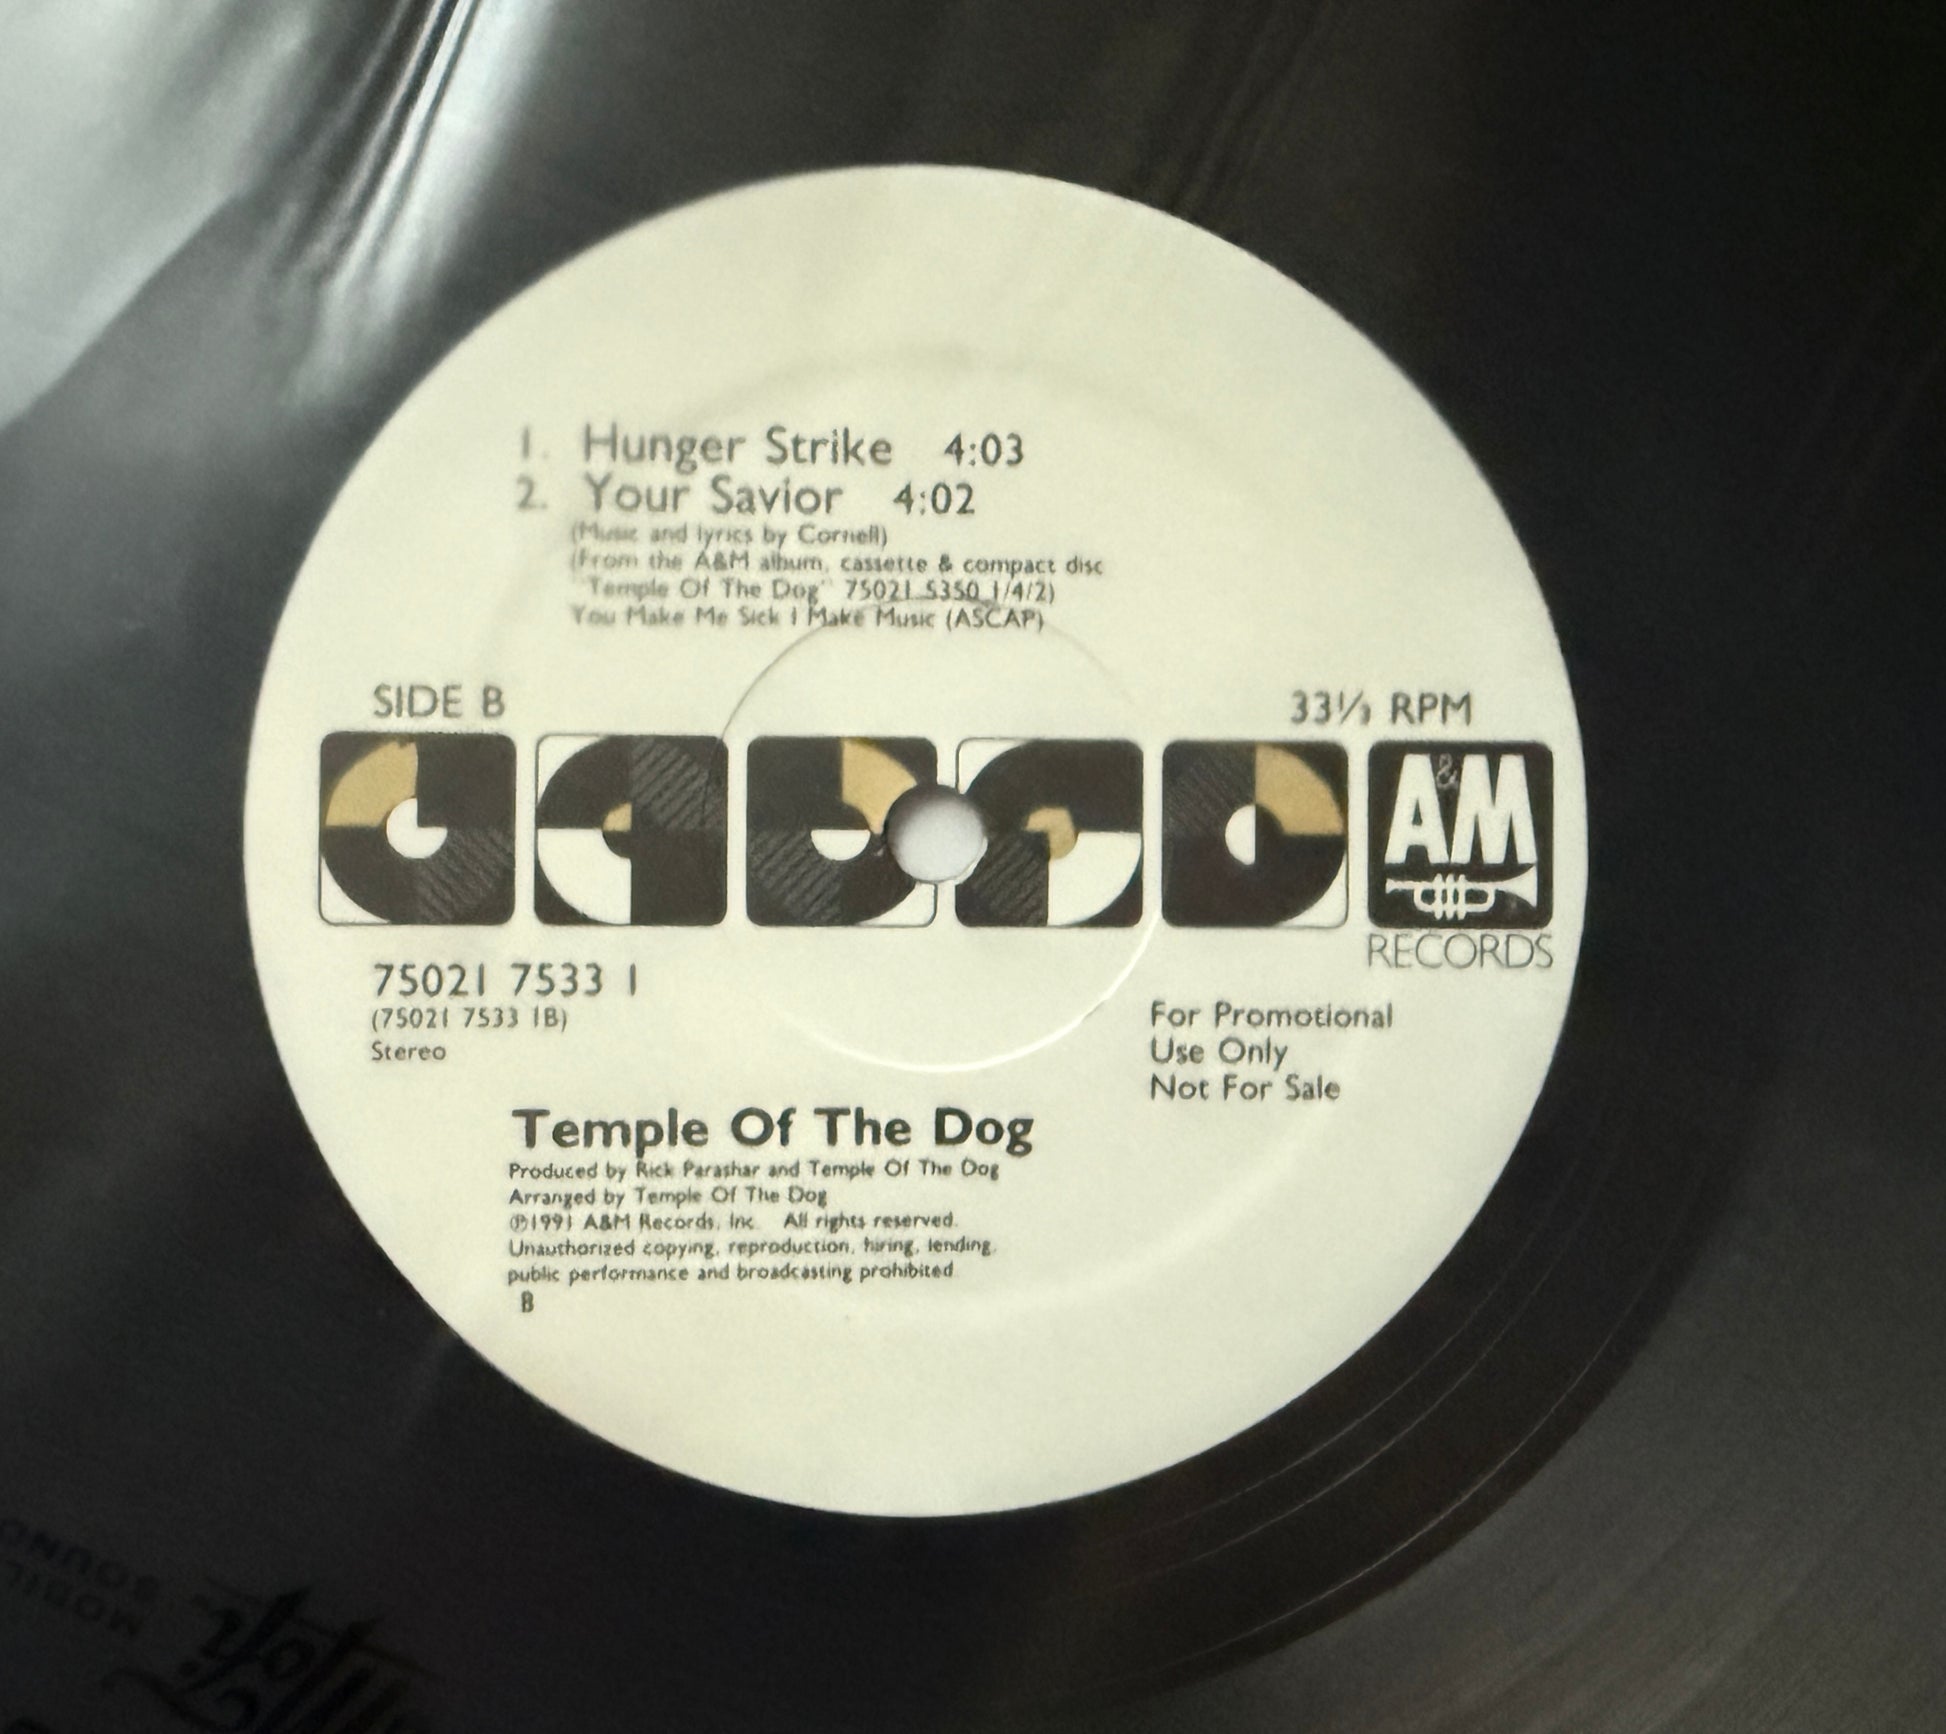 1. Hunger Strike 4:03
2. Your Savior 4:02
(Music and lyrics by Cornell)
(From the A&M album, cassette & compact disc
"Temple Of The Dog" 75021 5350 1/4/2)
You Make Me Sick I Make Music (ASCAP)
SIDE B
33⅓ RPM
A&M
RECORDS
75021 7533 1
(75021 7533 1B)
Stereo
For Promotional
Use Only
Not For Sale
Temple Of The Dog
Produced by Rick Parashar and Temple Of The Dog
Arranged by Temple Of The Dog
℗1991 A&M Records, Inc. All rights reserved.
Unauthorized copying, reproduction, hiring, lending,
public performance and broadcasting prohibited.
B